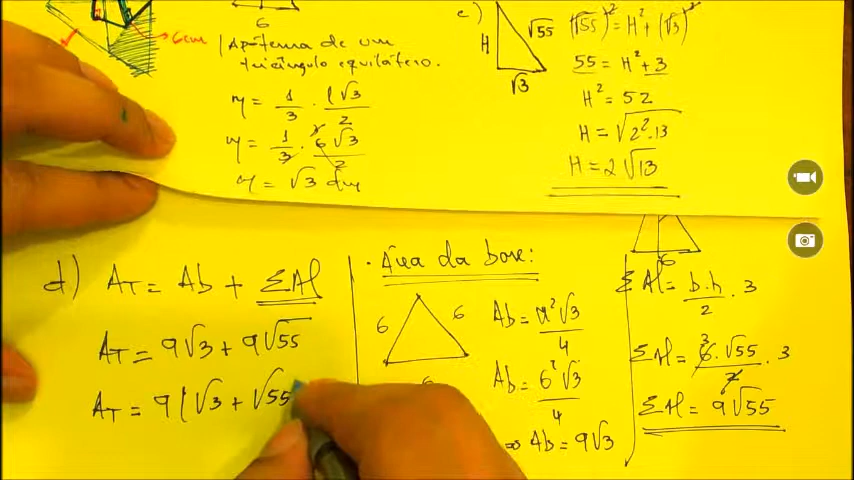 6cm
6
Apótema de um
triângulo equilátero.
m = 1/3 · l√3/2
m = 1/3 · 6√3/2
m = √3 dm
c)
H √55 √3
(√55)² = H² + (√3)²
55 = H² + 3
H² = 52
H = √2²·13
H = 2√13
d) AT = Ab + ΣAl
AT = 9√3 + 9√55
AT = 9(√3 + √55
· Área da base:
6 6
6
Ab = l²√3/4
Ab = 6²√3/4
⇒ Ab = 9√3
6
ΣAl = b.h/2 · 3
ΣAl = 6·√55/2 · 3
ΣAl = 9√55